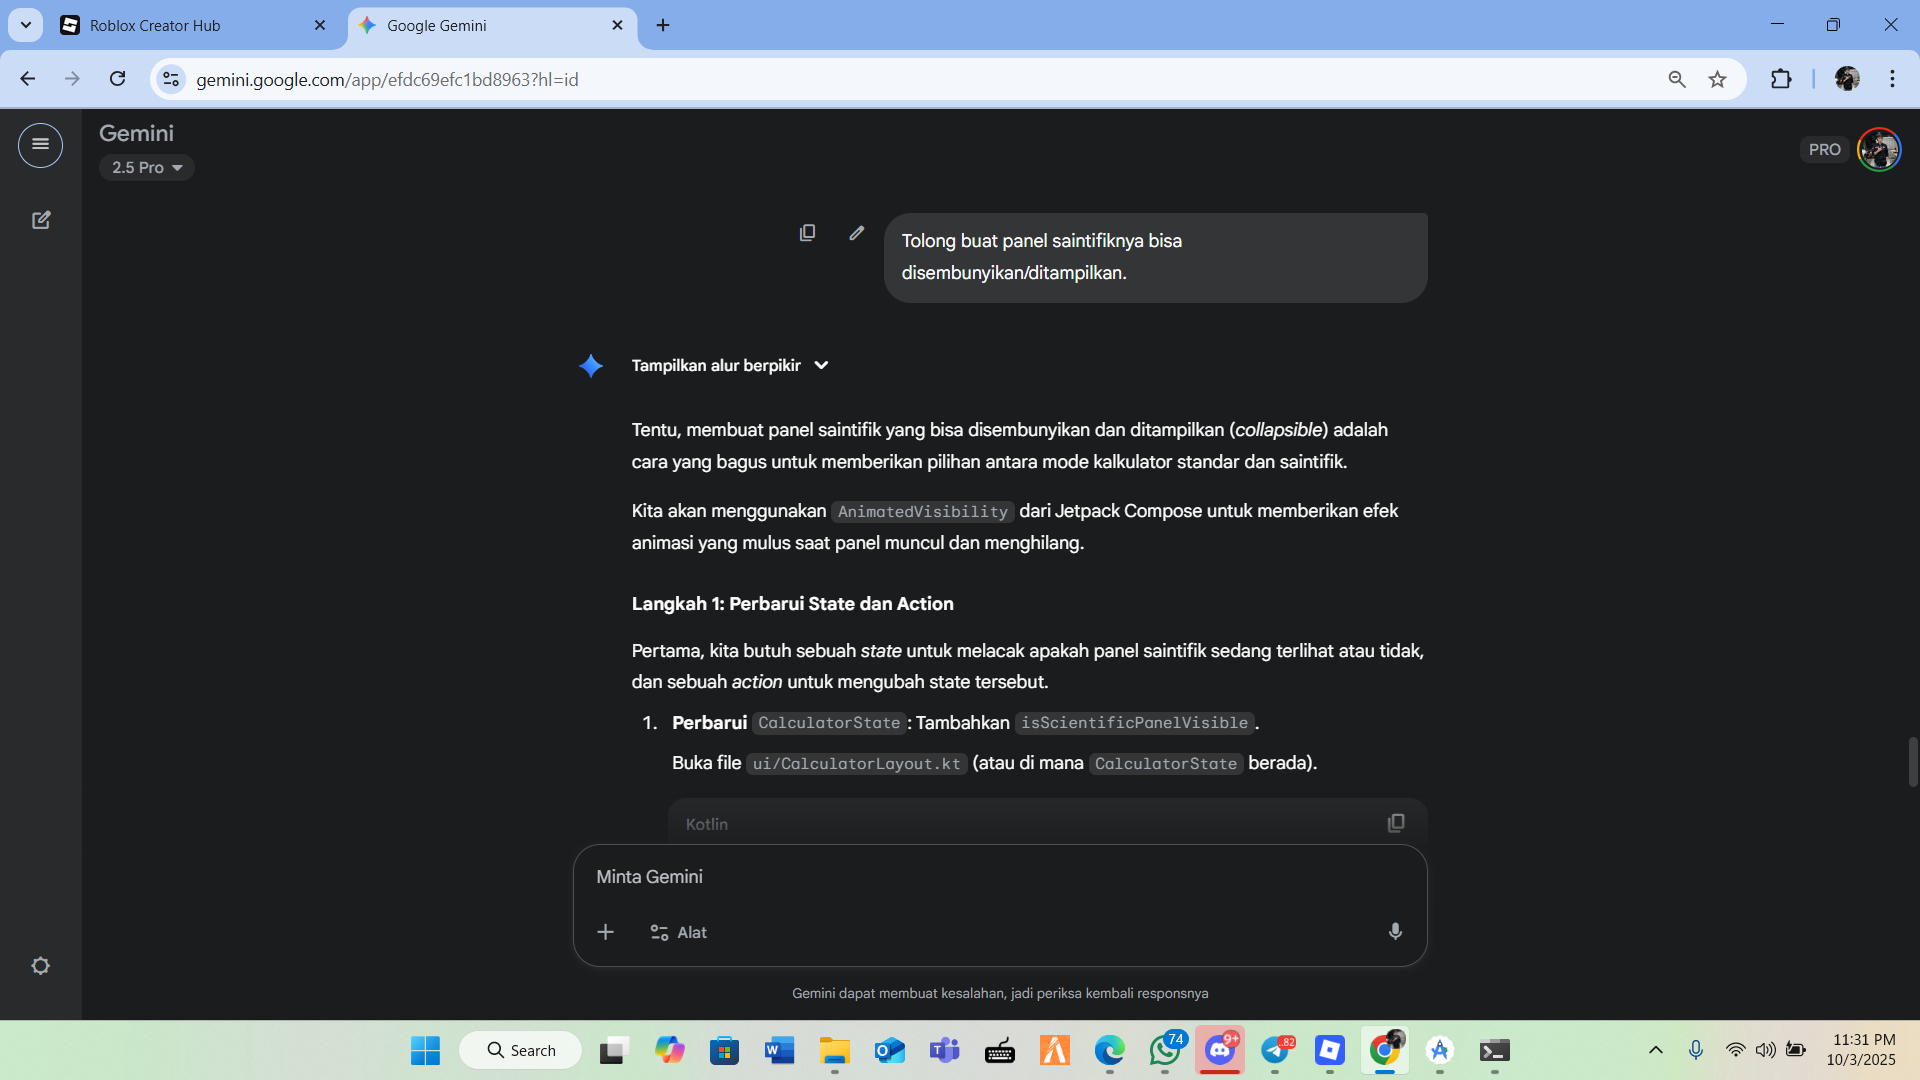 Roblox Creator Hub
Google Gemini
gemini.google.com/app/efdc69efc1bd8963?hl=id
Gemini
2.5 Pro
PRO
Tolong buat panel saintifiknya bisa
disembunyikan/ditampilkan.
Tampilkan alur berpikir
Tentu, membuat panel saintifik yang bisa disembunyikan dan ditampilkan (collapsible) adalah
cara yang bagus untuk memberikan pilihan antara mode kalkulator standar dan saintifik.
Kita akan menggunakan AnimatedVisibility dari Jetpack Compose untuk memberikan efek
animasi yang mulus saat panel muncul dan menghilang.
Langkah 1: Perbarui State dan Action
Pertama, kita butuh sebuah state untuk melacak apakah panel saintifik sedang terlihat atau tidak,
dan sebuah action untuk mengubah state tersebut.
1. Perbarui CalculatorState: Tambahkan isScientificPanelVisible.
Buka file ui/CalculatorLayout.kt (atau di mana CalculatorState berada).
Kotlin
Minta Gemini
Alat
Gemini dapat membuat kesalahan, jadi periksa kembali responsnya
Search
74
9+
82
11:31 PM
10/3/2025